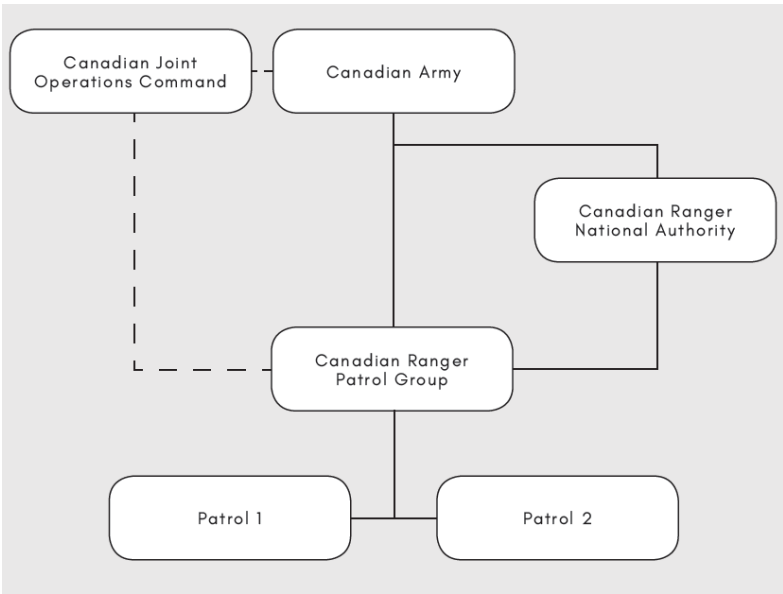 Canadian Joint
Operations Command
Canadian Army
Canadian Ranger
National Authority
Canadian Ranger
Patrol Group
Patrol 1
Patrol 2